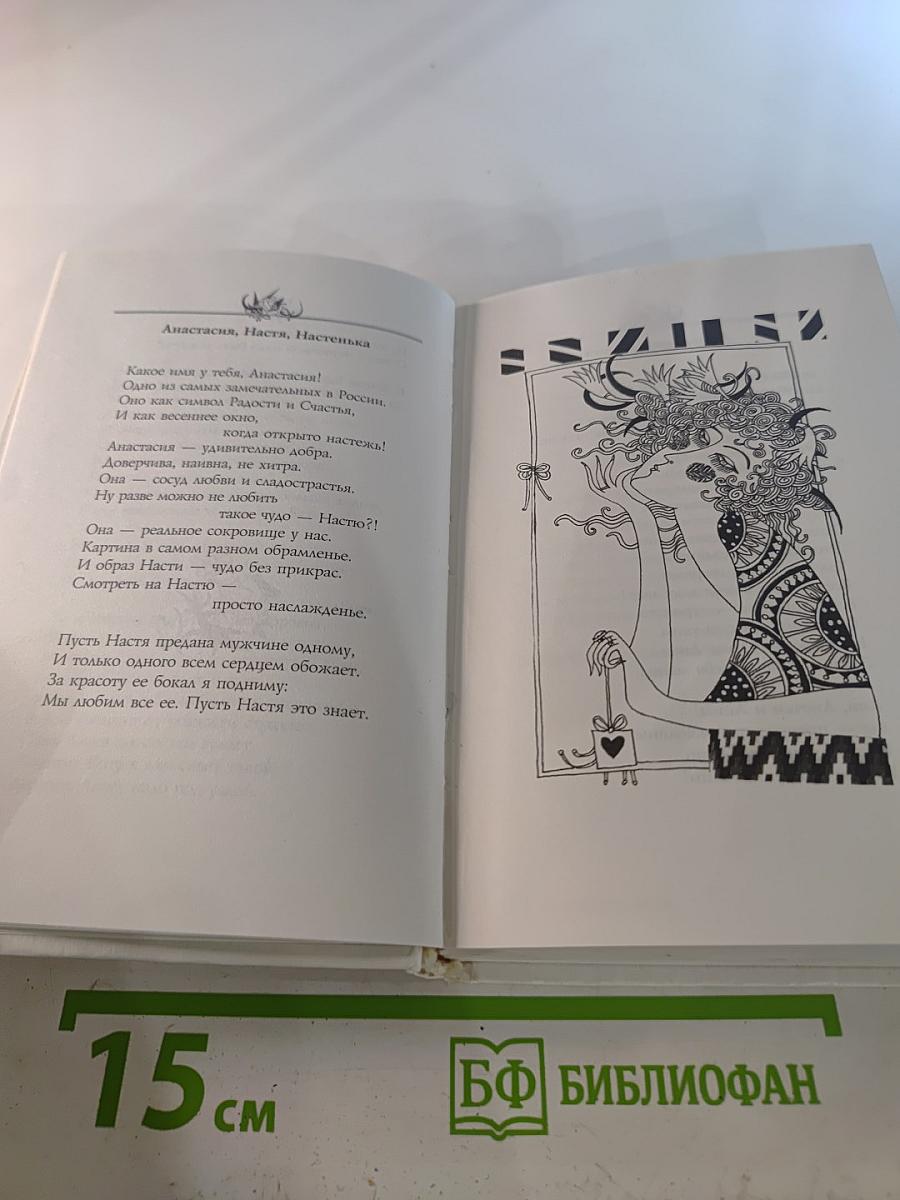 Анастасия, Настя, Настенька
Какое имя у тебя, Анастасия!
Одно из самых замечательных в России.
Оно как символ Радости и Счастья,
И как весеннее окно,
когда открыто настежь!
Анастасия — удивительно добра.
Доверчива, наивна, не хитра.
Она — сосуд любви и сладострастья.
Ну разве можно не любить
такое чудо — Настю?!
Она — реальное сокровище у нас.
Картина в самом разном обрамленье.
И образ Насти — чудо без прикрас.
Смотреть на Настю —
просто наслажденье.
Пусть Настя предана мужчине одному,
И только одного всем сердцем обожает.
За красоту ее бокал я подниму:
Мы любим все ее. Пусть Настя это знает.
15 см
БФ БИБЛИОФАН